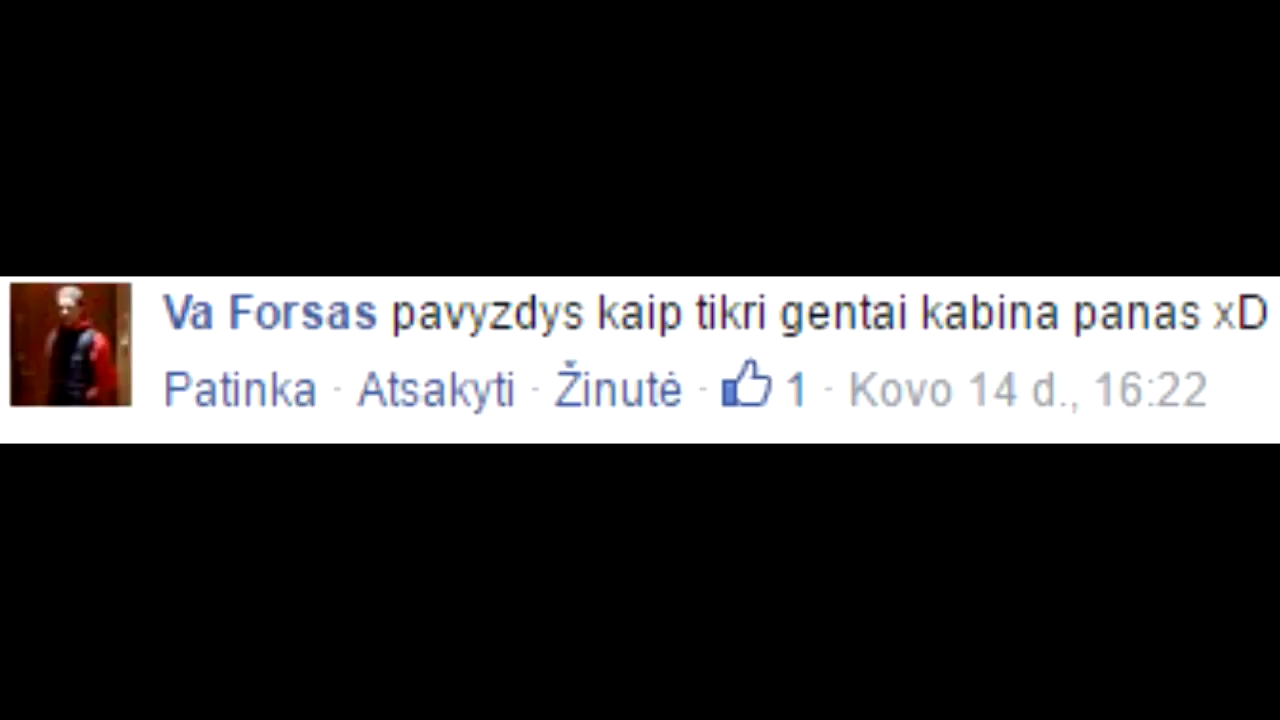 Va Forsas pavyzdys kaip tikri gentai kabina panas xD
Patinka · Atsakyti · Žinutė · 1 · Kovo 14 d., 16:22